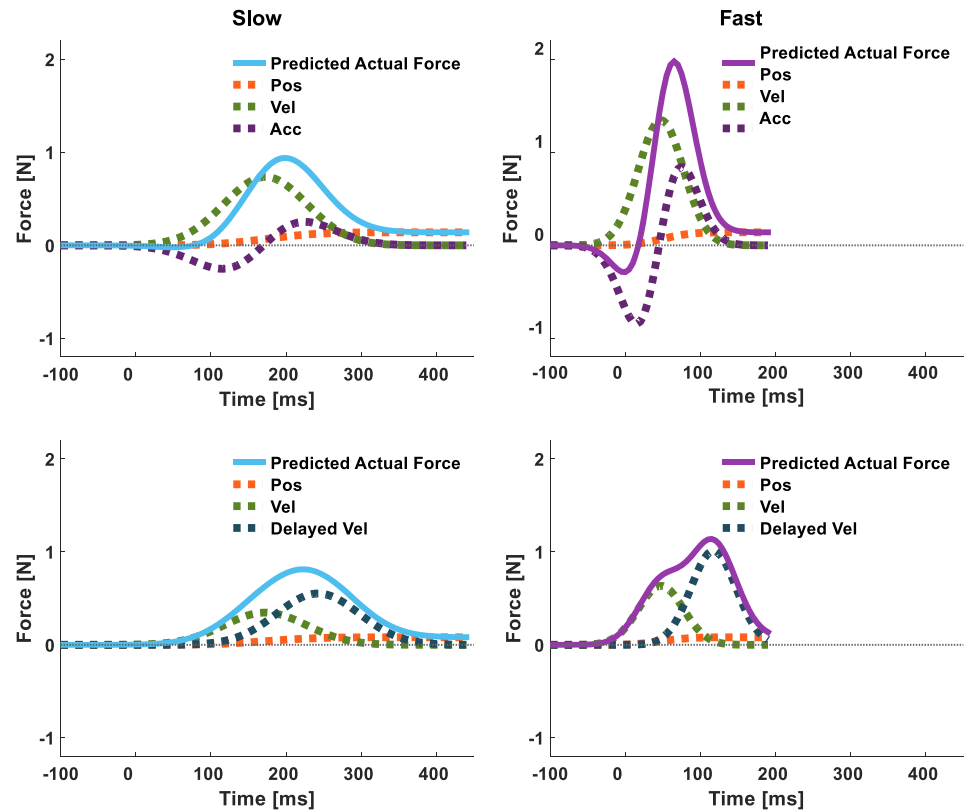 Slow
Fast
2
1
0
-1
Force [N]
Predicted Actual Force
Pos
Vel
Acc
-100 0 100 200 300 400
Time [ms]
2
1
0
-1
Force [N]
Predicted Actual Force
Pos
Vel
Acc
-100 0 100 200 300 400
Time [ms]
2
1
0
-1
Force [N]
Predicted Actual Force
Pos
Vel
Delayed Vel
-100 0 100 200 300 400
Time [ms]
2
1
0
-1
Force [N]
Predicted Actual Force
Pos
Vel
Delayed Vel
-100 0 100 200 300 400
Time [ms]